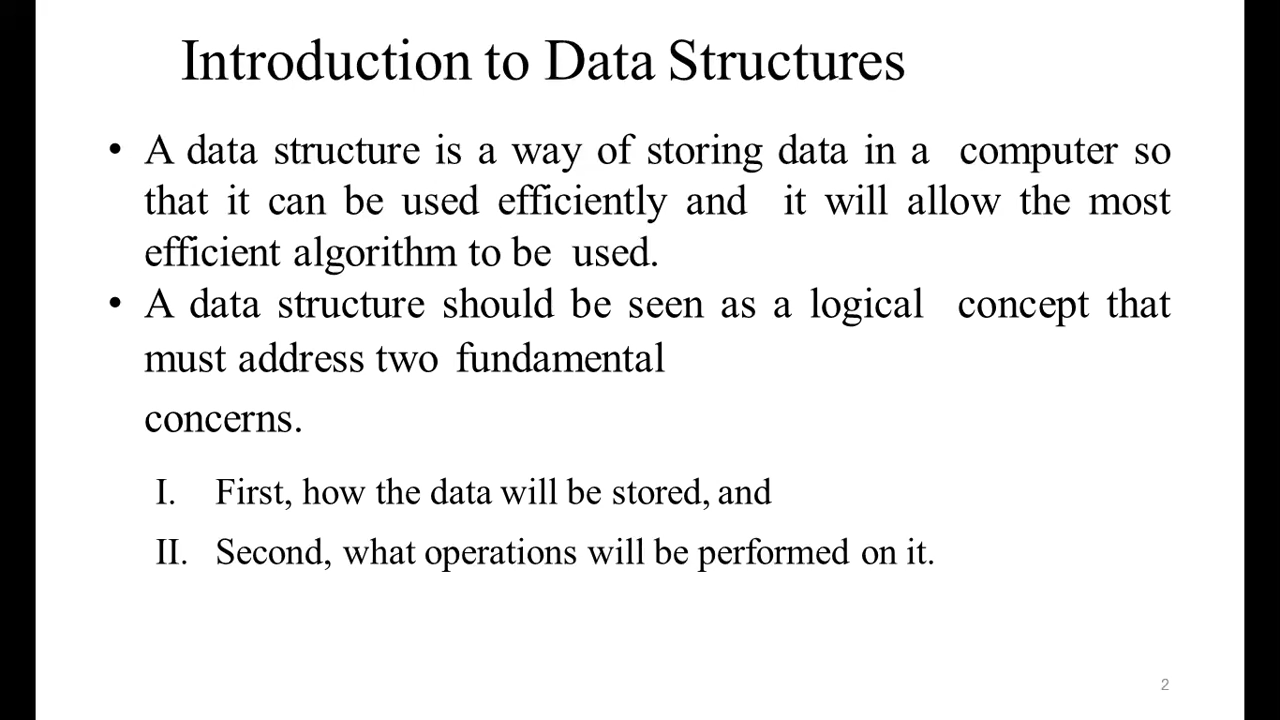 Introduction to Data Structures
• A data structure is a way of storing data in a computer so
that it can be used efficiently and it will allow the most
efficient algorithm to be used.
• A data structure should be seen as a logical concept that
must address two fundamental
concerns.
I. First, how the data will be stored, and
II. Second, what operations will be performed on it.
2